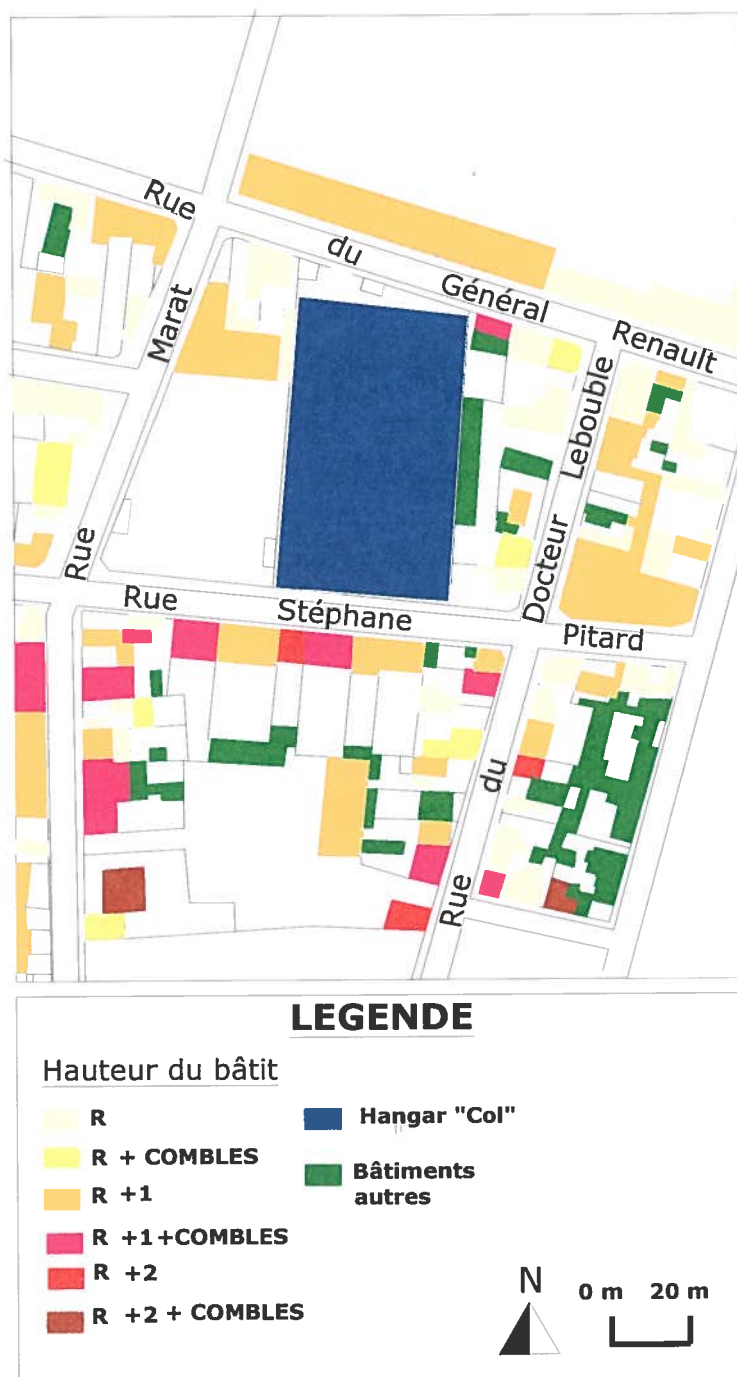 Rue
du
Général
Renault
Marat
Rue
Lebouble
Docteur
Rue
Stéphane
Pitard
du
Rue
LEGENDE
Hauteur du bâtit
R
R + COMBLES
R +1
R +1+COMBLES
R +2
R +2 + COMBLES
Hangar "Col"
Bâtiments
autres
N
0 m 20 m